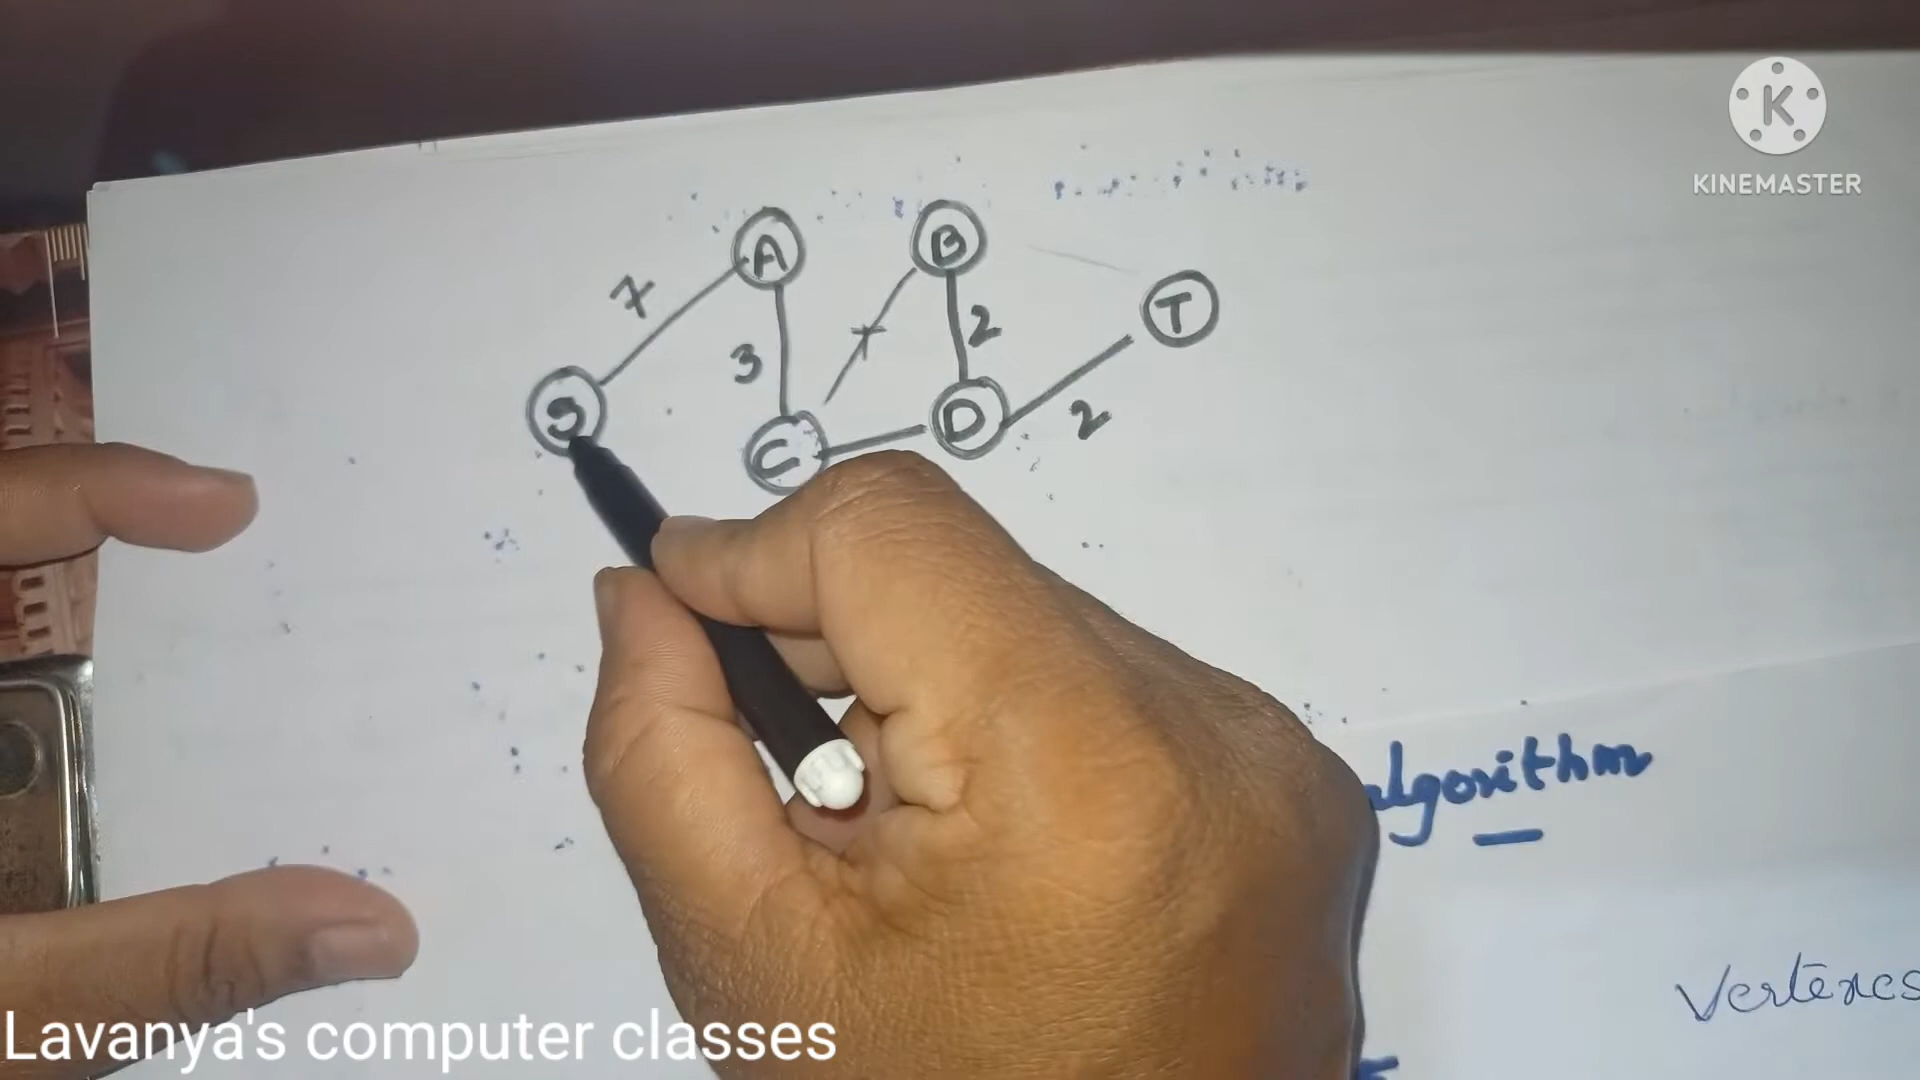 KINEMASTER
A
B
T
7
2
3
S
C
D
2
algorithm
Vertexes
Lavanya's computer classes